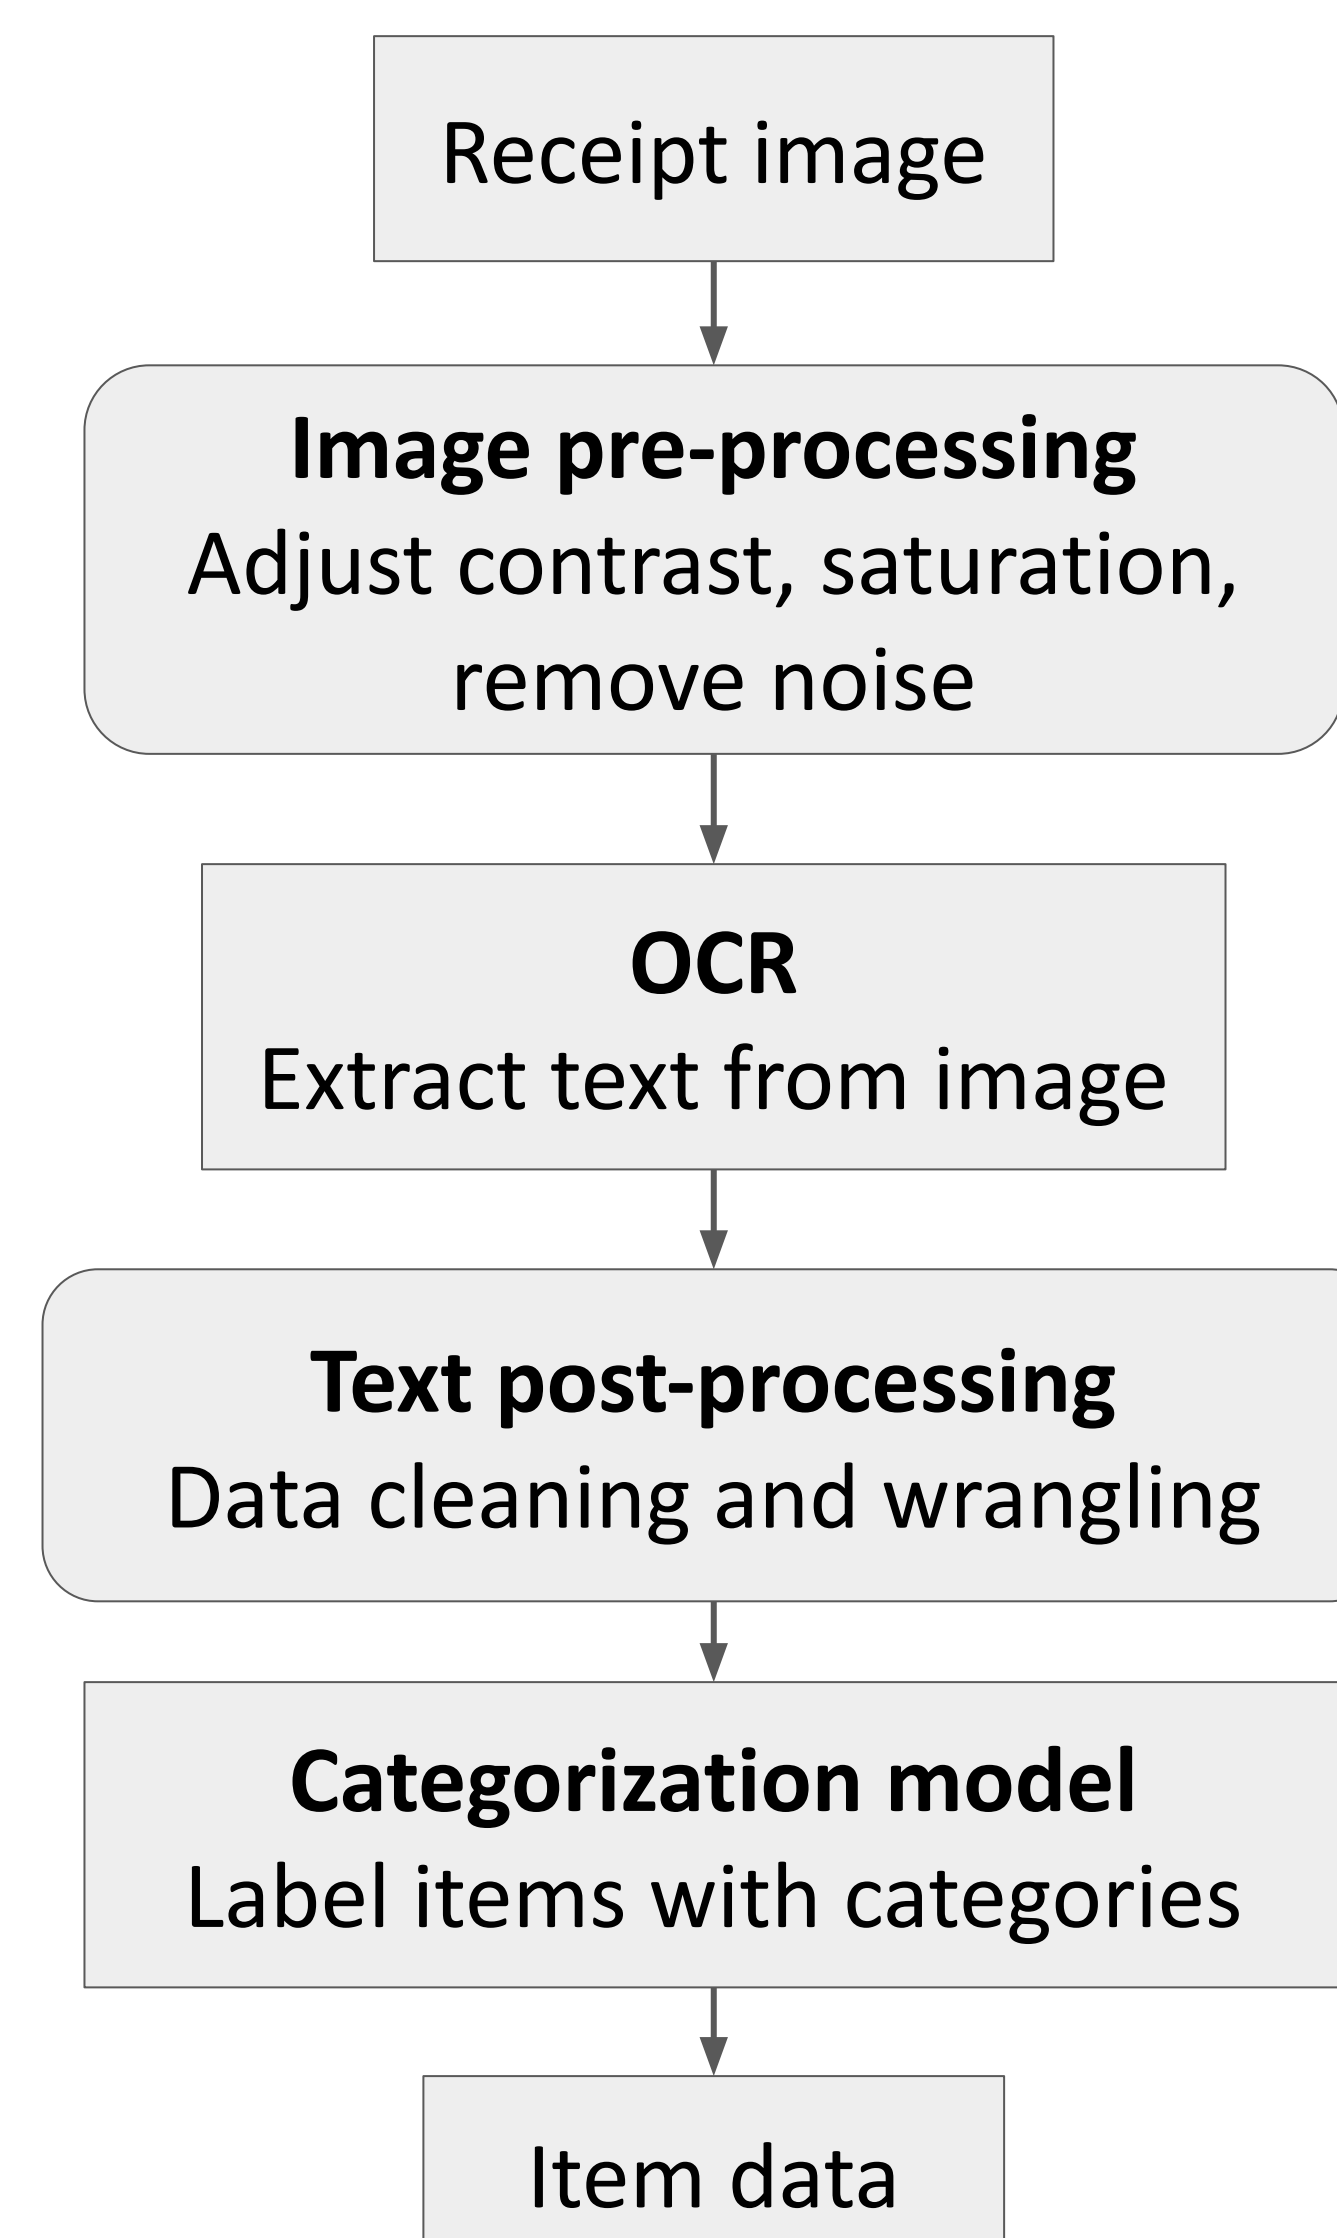 Receipt image
Image pre-processing
Adjust contrast, saturation,
remove noise
OCR
Extract text from image
Text post-processing
Data cleaning and wrangling
Categorization model
Label items with categories
Item data